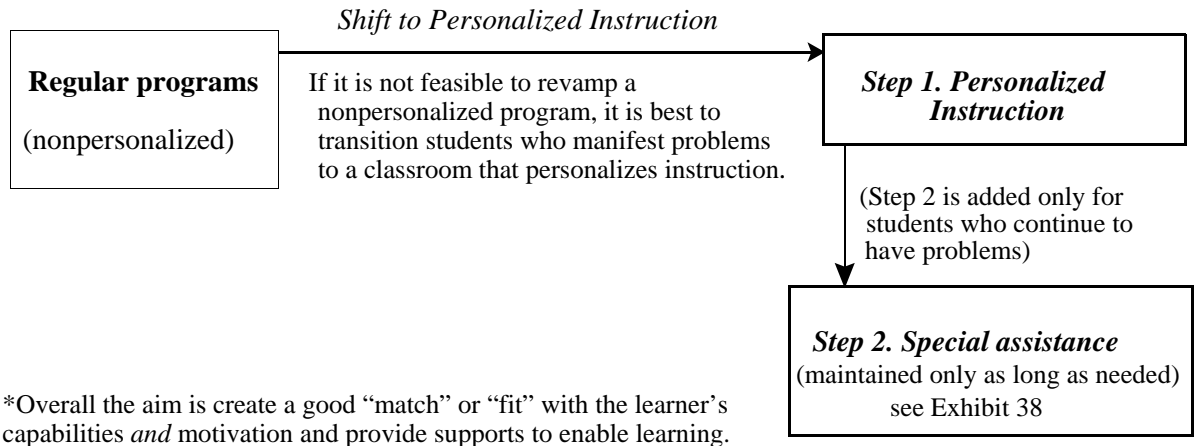 Shift to Personalized Instruction
Regular programs
(nonpersonalized)
If it is not feasible to revamp a
nonpersonalized program, it is best to
transition students who manifest problems
to a classroom that personalizes instruction.
Step 1. Personalized
Instruction
(Step 2 is added only for
students who continue to
have problems)
Step 2. Special assistance
(maintained only as long as needed)
see Exhibit 38
*Overall the aim is create a good “match” or “fit” with the learner’s
capabilities and motivation and provide supports to enable learning.